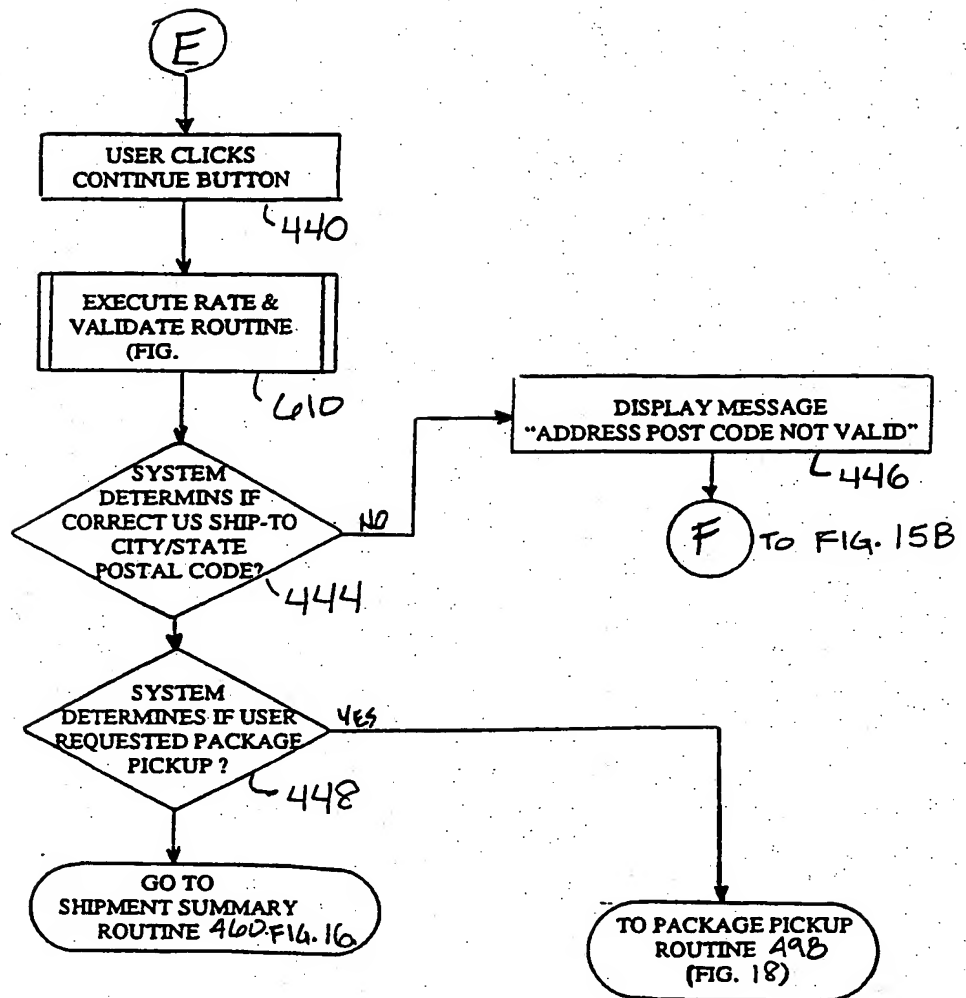 E
USER CLICKS
CONTINUE BUTTON
440
EXECUTE RATE &
VALIDATE ROUTINE
(FIG.
610
DISPLAY MESSAGE
"ADDRESS POST CODE NOT VALID"
446
SYSTEM
DETERMINS IF
CORRECT US SHIP-TO
CITY/STATE
POSTAL CODE?
NO
444
F TO FIG. 15B
SYSTEM
DETERMINES IF USER
REQUESTED PACKAGE
PICKUP ?
YES
448
GO TO
SHIPMENT SUMMARY
ROUTINE 460 FIG. 16
TO PACKAGE PICKUP
ROUTINE 498
(FIG. 18)